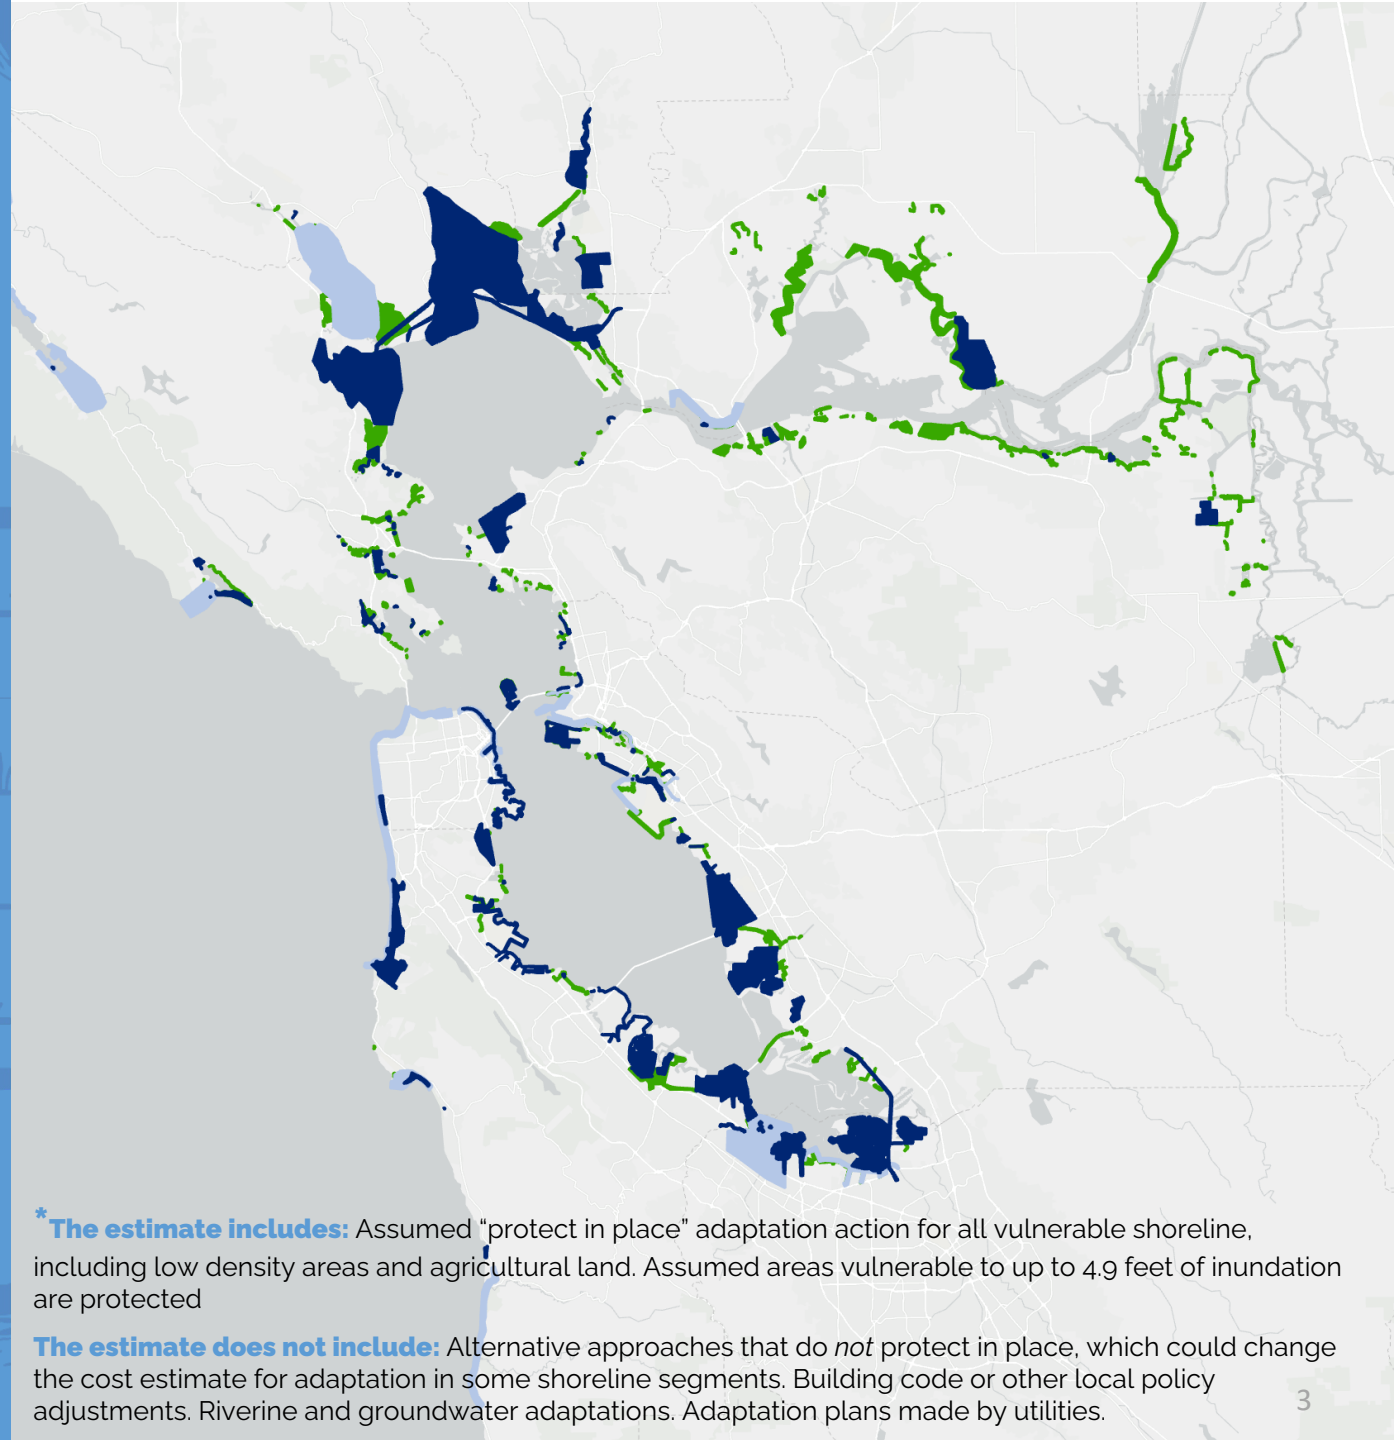 *The estimate includes: Assumed “protect in place” adaptation action for all vulnerable shoreline,
including low density areas and agricultural land. Assumed areas vulnerable to up to 4.9 feet of inundation
are protected
The estimate does not include: Alternative approaches that do not protect in place, which could change
the cost estimate for adaptation in some shoreline segments. Building code or other local policy
adjustments. Riverine and groundwater adaptations. Adaptation plans made by utilities.
3